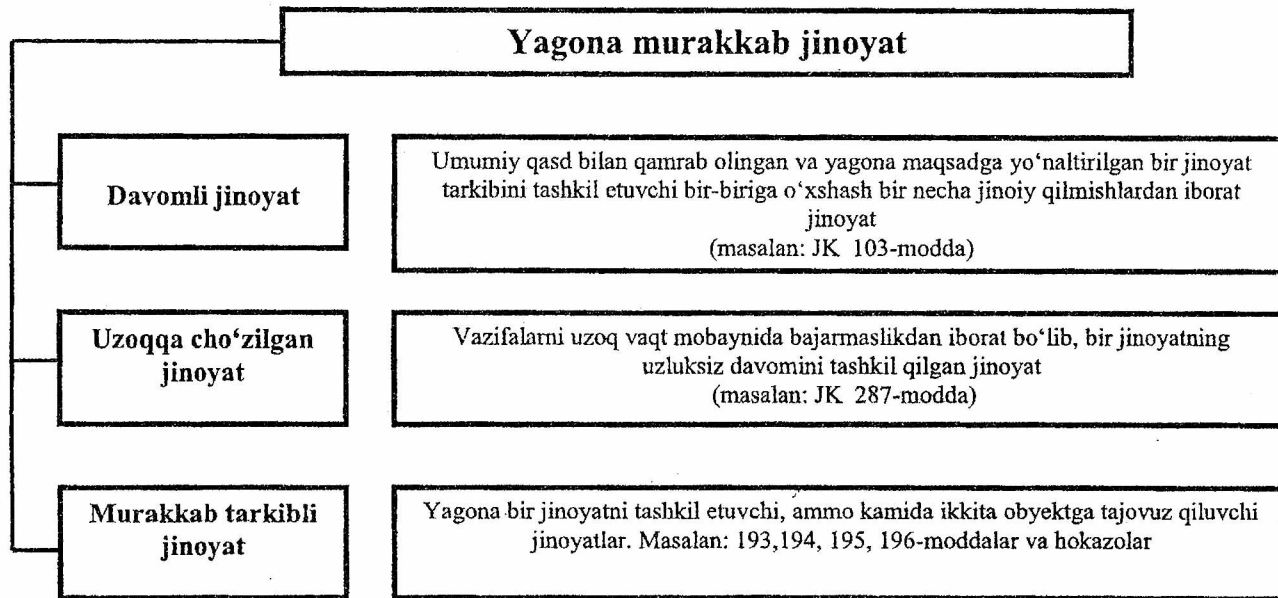 Yagona murakkab jinoyat
Davomli jinoyat
Umumiy qasd bilan qamrab olingan va yagona maqsadga yo‘naltirilgan bir jinoyat
tarkibini tashkil etuvchi bir-biriga o‘xshash bir necha jinoiy qilmishlardan iborat
jinoyat
(masalan: JK 103-modda)
Uzoqqa cho‘zilgan
jinoyat
Vazifalarni uzoq vaqt mobaynida bajarmaslikdan iborat bo‘lib, bir jinoyatning
uzluksiz davomini tashkil qilgan jinoyat
(masalan: JK 287-modda)
Murakkab tarkibli
jinoyat
Yagona bir jinoyatni tashkil etuvchi, ammo kamida ikkita obyektga tajovuz qiluvchi
jinoyatlar. Masalan: 193,194, 195, 196-moddalar va hokazolar